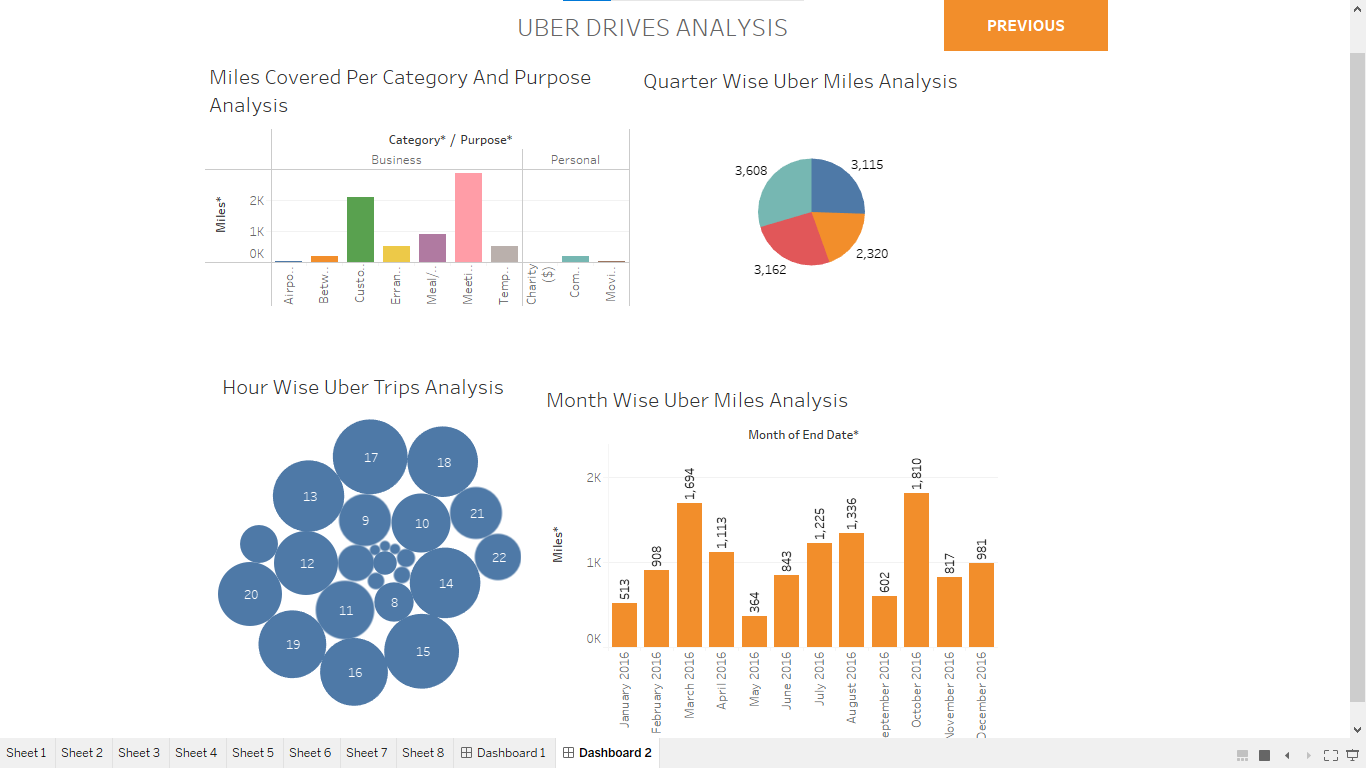 UBER DRIVES ANALYSIS
PREVIOUS
Miles Covered Per Category And Purpose
Analysis
Category* / Purpose*
Business
Personal
Miles*
2K
1K
0K
Airpo..
Betw..
Custo..
Erran..
Meal/..
Meeti..
Temp..
Charity
($)
Com..
Movi..
Quarter Wise Uber Miles Analysis
3,608
3,115
3,162
2,320
Hour Wise Uber Trips Analysis
17
18
13
9
10
21
12
22
14
20
11
8
19
15
16
Month Wise Uber Miles Analysis
Month of End Date*
Miles*
2K
1K
0K
513
908
1,694
1,113
364
843
1,225
1,336
602
1,810
817
981
January 2016
February 2016
March 2016
April 2016
May 2016
June 2016
July 2016
August 2016
eptember 2016
October 2016
November 2016
December 2016
Sheet 1
Sheet 2
Sheet 3
Sheet 4
Sheet 5
Sheet 6
Sheet 7
Sheet 8
Dashboard 1
Dashboard 2